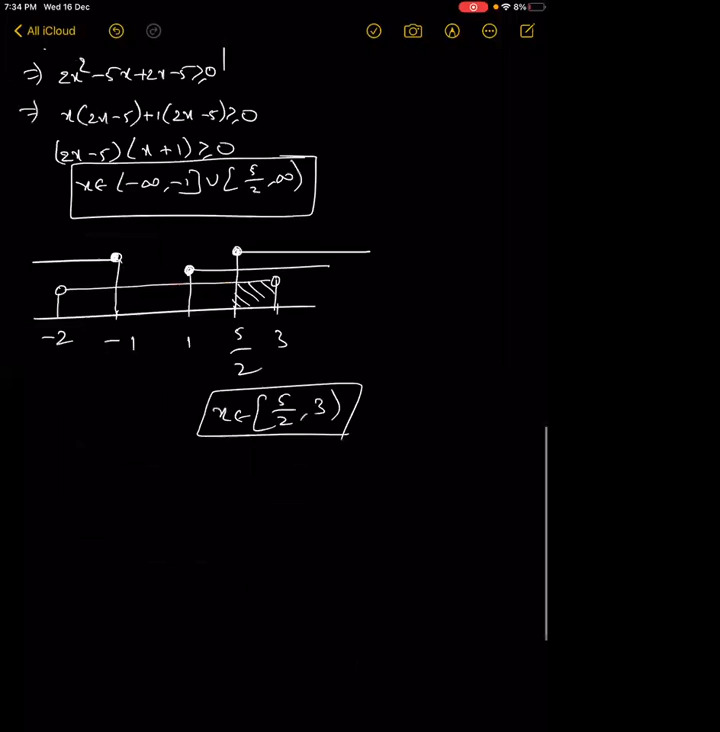 7:34 PM Wed 16 Dec 8%
All iCloud
⇒ 2x² - 5x + 2x - 5 ≥ 0
⇒ x(2x - 5) + 1(2x - 5) ≥ 0
(2x - 5)(x + 1) ≥ 0
x ∈ (-∞, -1] ∪ [5/2, ∞)
-2 -1 1 5/2 3
x ∈ [5/2, 3)